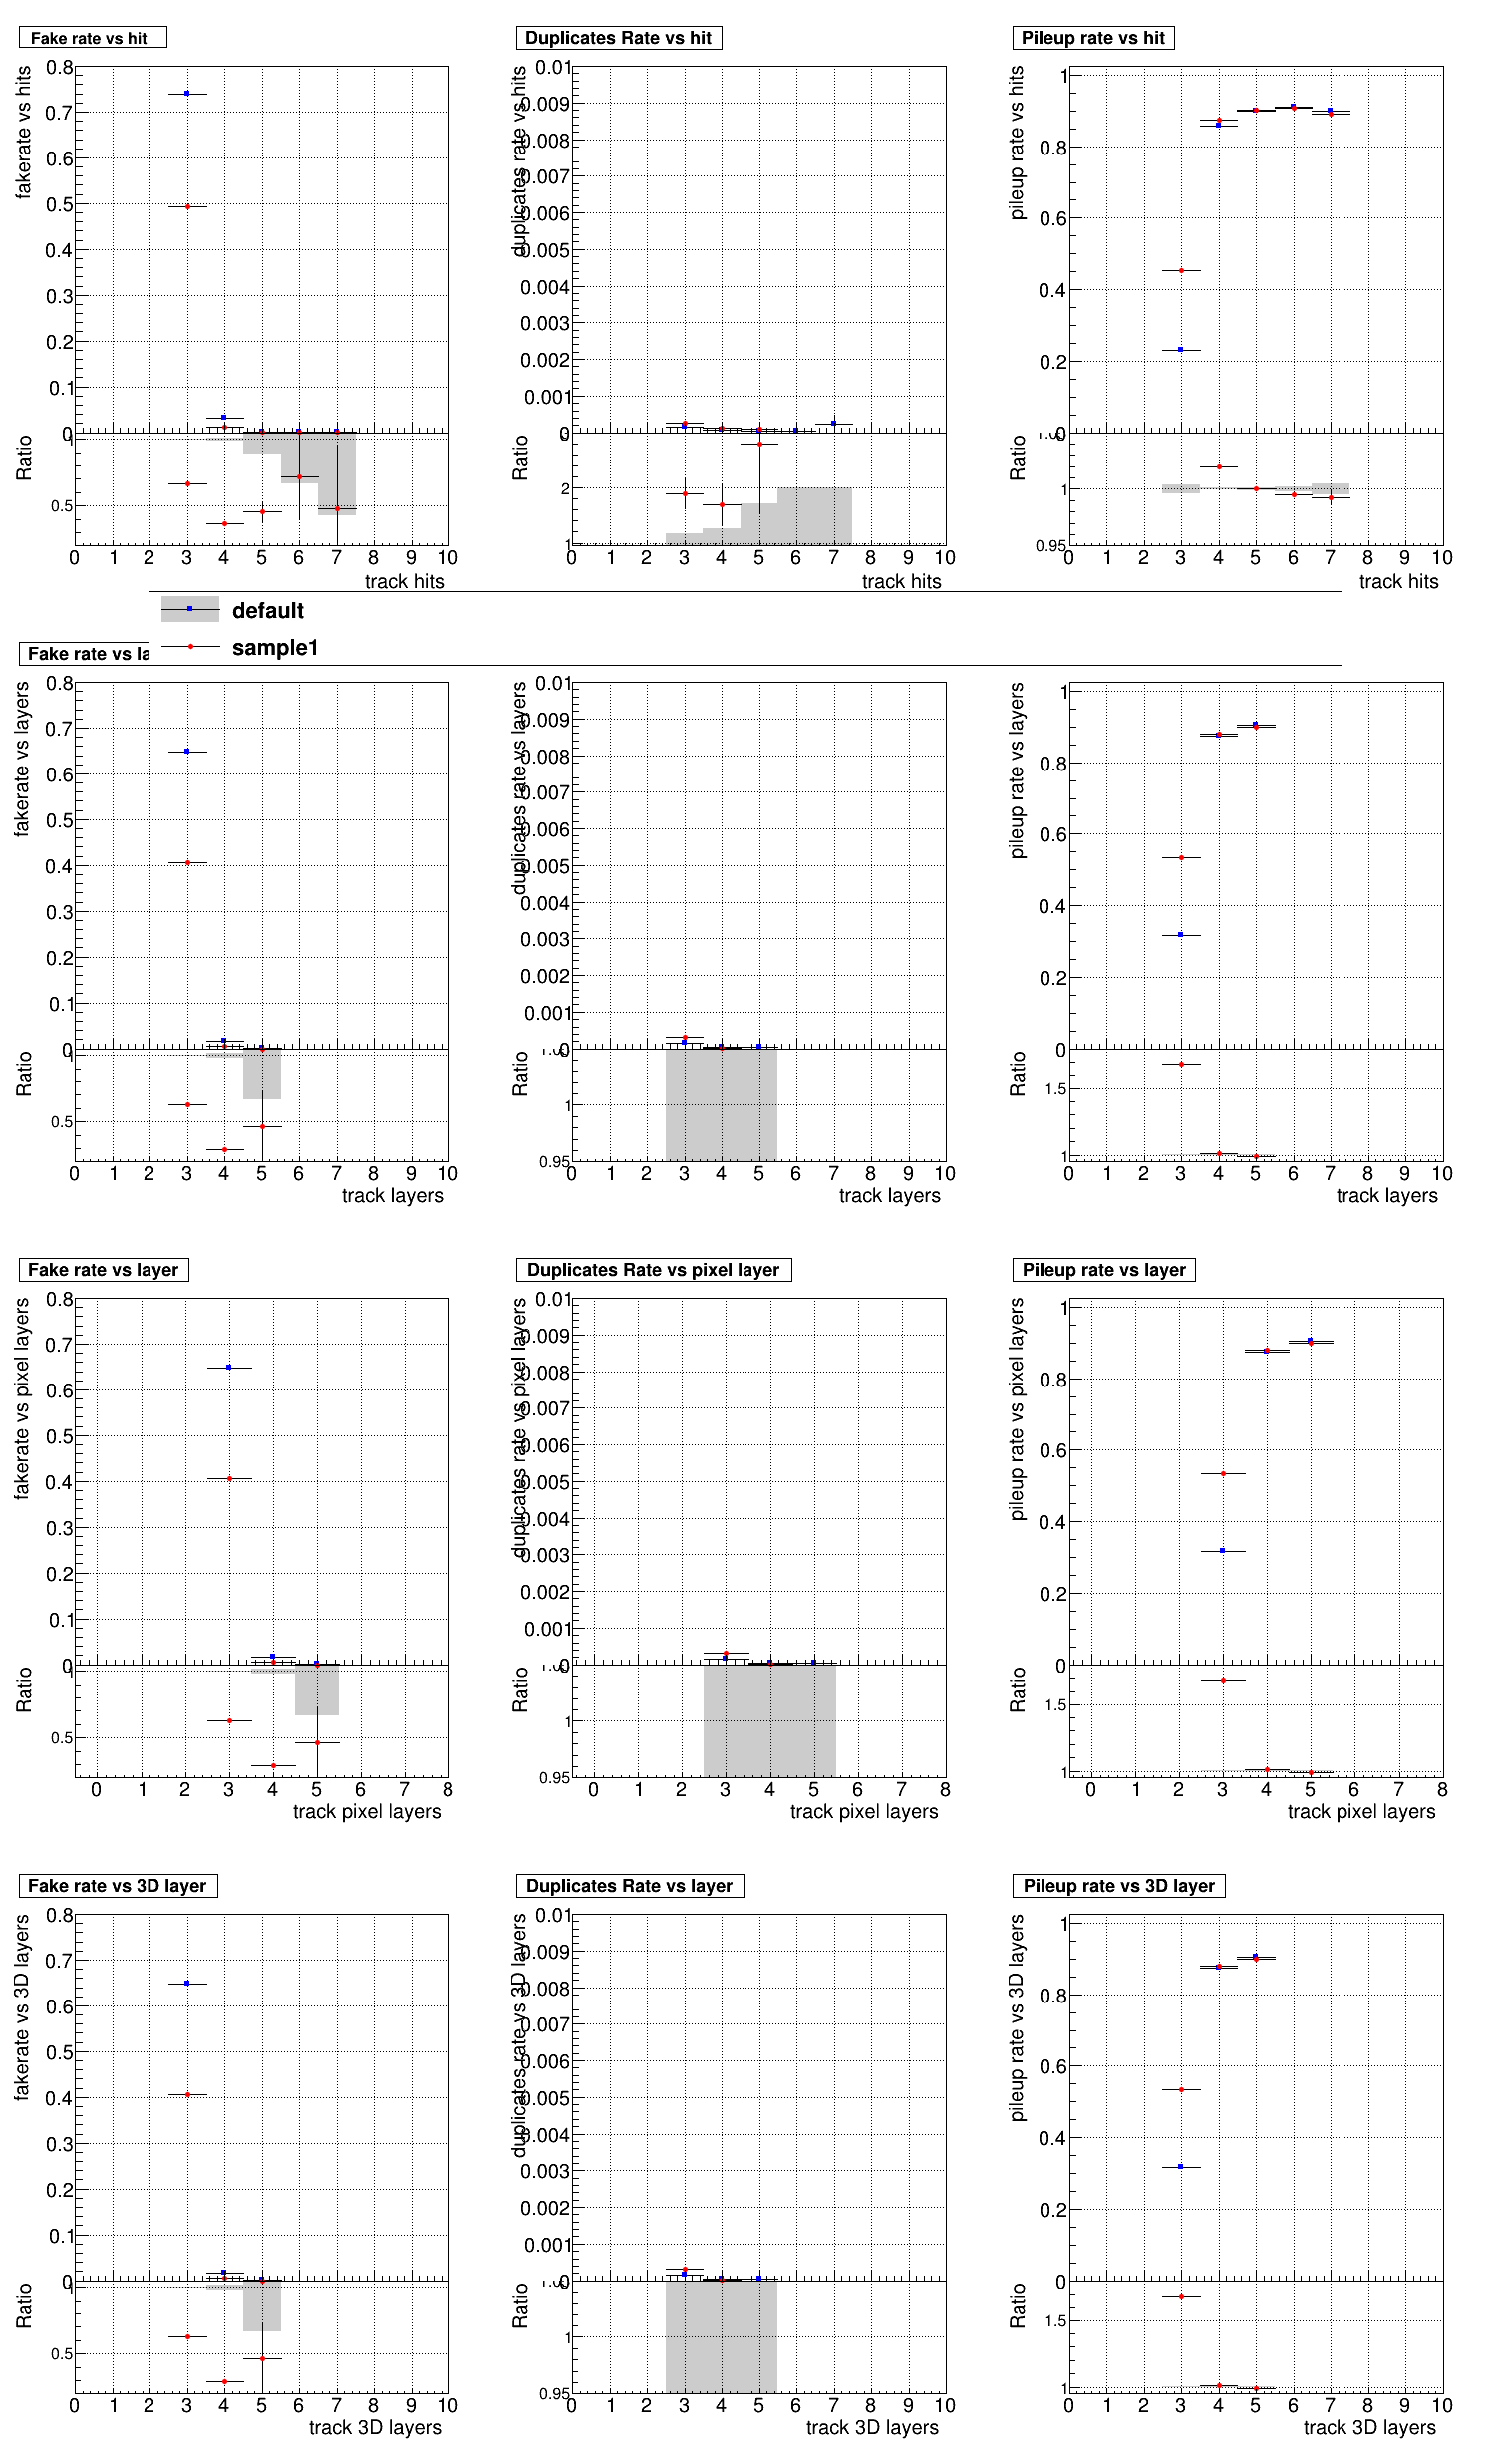 Fake rate vs hit
fakerate vs hits
0.8
0.7
0.6
0.5
0.4
0.3
0.2
0.1
0
Ratio
1
0.5
0 1 2 3 4 5 6 7 8 9 10
track hits
Duplicates Rate vs hit
duplicates rate vs hits
0.01
0.009
0.008
0.007
0.006
0.005
0.004
0.003
0.002
0.001
0
Ratio
2
1
0 1 2 3 4 5 6 7 8 9 10
track hits
Pileup rate vs hit
pileup rate vs hits
1
0.8
0.6
0.4
0.2
0
Ratio
1
0.95
0 1 2 3 4 5 6 7 8 9 10
track hits
default
sample1
Fake rate vs la
fakerate vs layers
0.8
0.7
0.6
0.5
0.4
0.3
0.2
0.1
0
Ratio
1
0.5
0 1 2 3 4 5 6 7 8 9 10
track layers
duplicates rate vs layers
0.01
0.009
0.008
0.007
0.006
0.005
0.004
0.003
0.002
0.001
0
Ratio
1
0.95
0 1 2 3 4 5 6 7 8 9 10
track layers
pileup rate vs layers
1
0.8
0.6
0.4
0.2
0
Ratio
1.5
1
0 1 2 3 4 5 6 7 8 9 10
track layers
Fake rate vs layer
fakerate vs pixel layers
0.8
0.7
0.6
0.5
0.4
0.3
0.2
0.1
0
Ratio
1
0.5
0 1 2 3 4 5 6 7 8
track pixel layers
Duplicates Rate vs pixel layer
duplicates rate vs pixel layers
0.01
0.009
0.008
0.007
0.006
0.005
0.004
0.003
0.002
0.001
0
Ratio
1
0.95
0 1 2 3 4 5 6 7 8
track pixel layers
Pileup rate vs layer
pileup rate vs pixel layers
1
0.8
0.6
0.4
0.2
0
Ratio
1.5
1
0 1 2 3 4 5 6 7 8
track pixel layers
Fake rate vs 3D layer
fakerate vs 3D layers
0.8
0.7
0.6
0.5
0.4
0.3
0.2
0.1
0
Ratio
1
0.5
0 1 2 3 4 5 6 7 8 9 10
track 3D layers
Duplicates Rate vs layer
duplicates rate vs 3D layers
0.01
0.009
0.008
0.007
0.006
0.005
0.004
0.003
0.002
0.001
0
Ratio
1
0.95
0 1 2 3 4 5 6 7 8 9 10
track 3D layers
Pileup rate vs 3D layer
pileup rate vs 3D layers
1
0.8
0.6
0.4
0.2
0
Ratio
1.5
1
0 1 2 3 4 5 6 7 8 9 10
track 3D layers